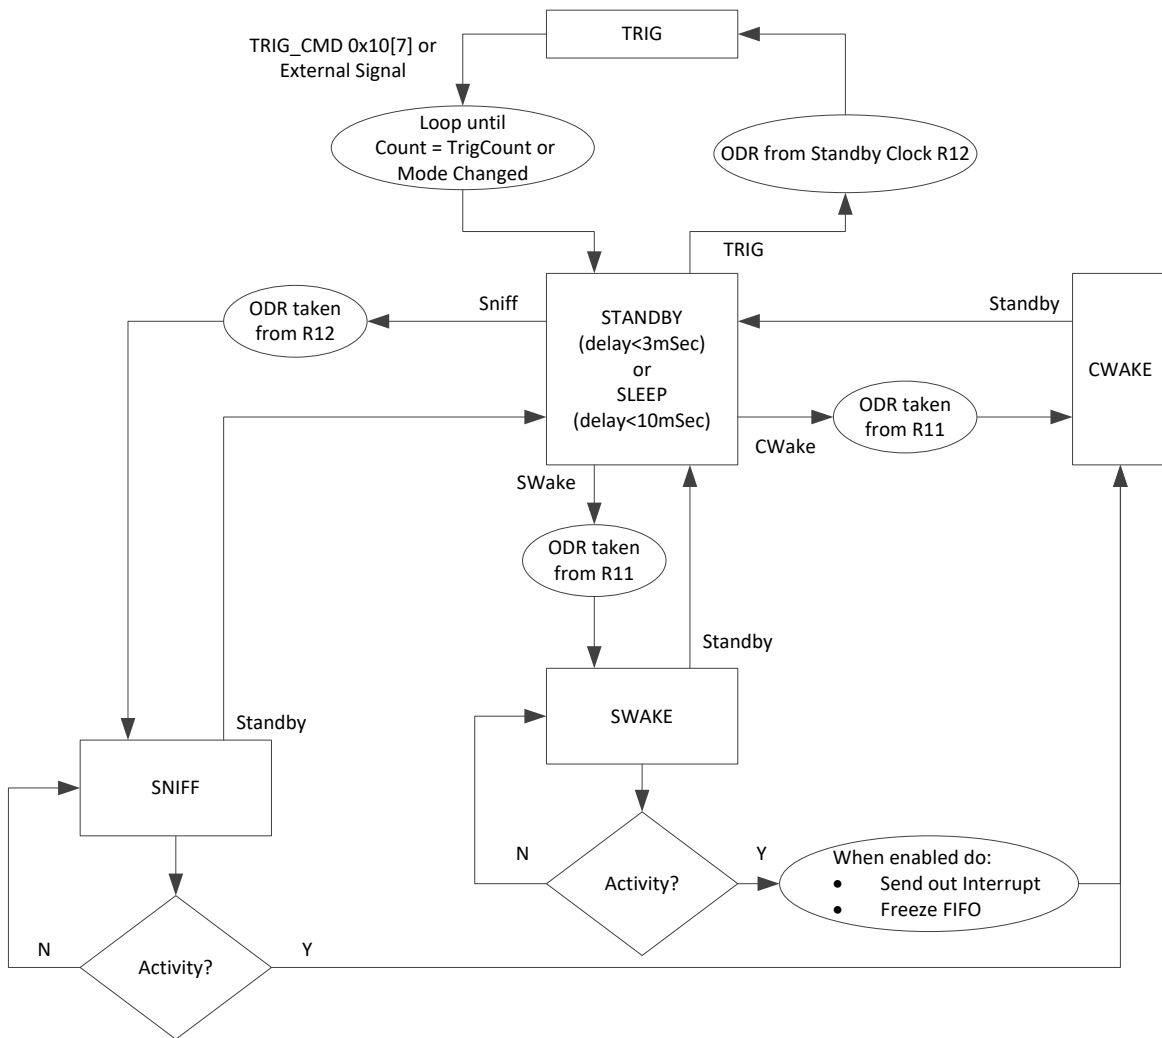 TRIG
TRIG_CMD 0x10[7] or
External Signal
Loop until
Count = TrigCount or
Mode Changed
ODR from Standby Clock R12
TRIG
Sniff
ODR taken
from R12
STANDBY
(delay<3mSec)
or
SLEEP
(delay<10mSec)
Standby
CWAKE
ODR taken
from R11
CWake
SWake
ODR taken
from R11
Standby
SWAKE
Standby
SNIFF
N
Activity?
Y
When enabled do:
• Send out Interrupt
• Freeze FIFO
N
Activity?
Y